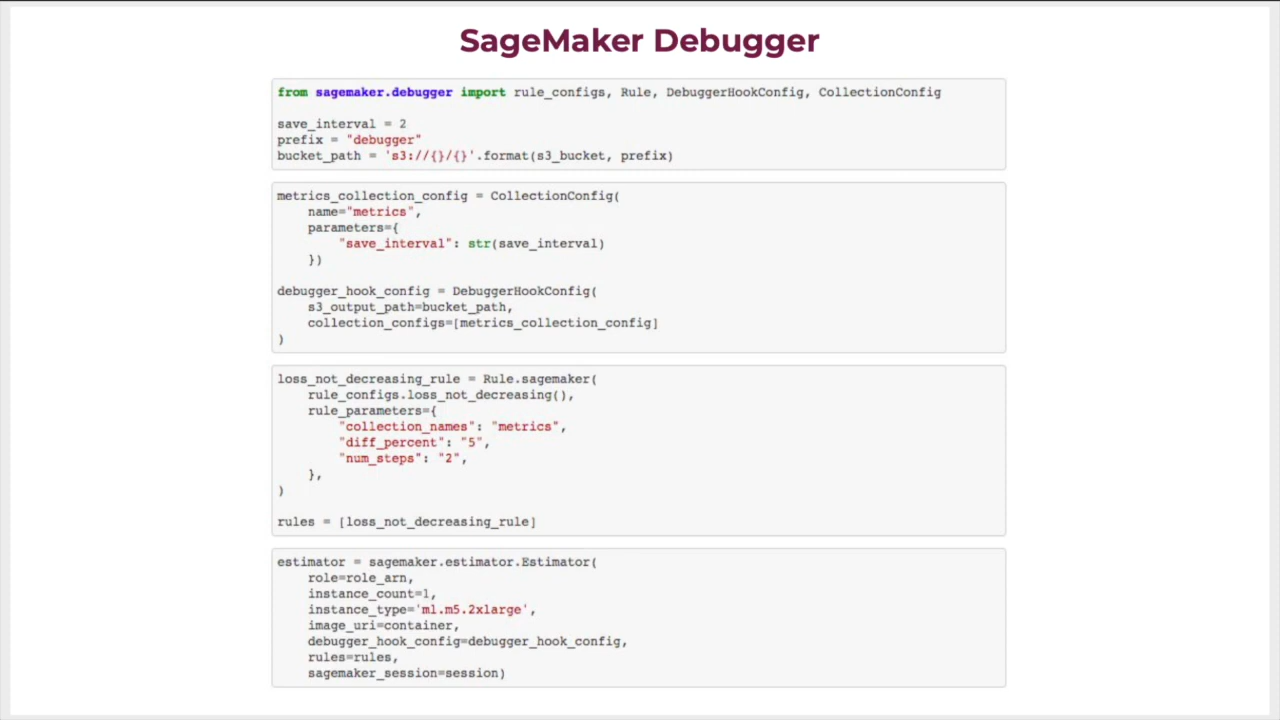 SageMaker Debugger
from sagemaker.debugger import rule_configs, Rule, DebuggerHookConfig, CollectionConfig
save_interval = 2
prefix = "debugger"
bucket_path = 's3://{}/{}'.format(s3_bucket, prefix)
metrics_collection_config = CollectionConfig(
    name="metrics",
    parameters={
        "save_interval": str(save_interval)
    })
debugger_hook_config = DebuggerHookConfig(
    s3_output_path=bucket_path,
    collection_configs=[metrics_collection_config]
)
loss_not_decreasing_rule = Rule.sagemaker(
    rule_configs.loss_not_decreasing(),
    rule_parameters={
        "collection_names": "metrics",
        "diff_percent": "5",
        "num_steps": "2",
    },
)
rules = [loss_not_decreasing_rule]
estimator = sagemaker.estimator.Estimator(
    role=role_arn,
    instance_count=1,
    instance_type='ml.m5.2xlarge',
    image_uri=container,
    debugger_hook_config=debugger_hook_config,
    rules=rules,
    sagemaker_session=session)